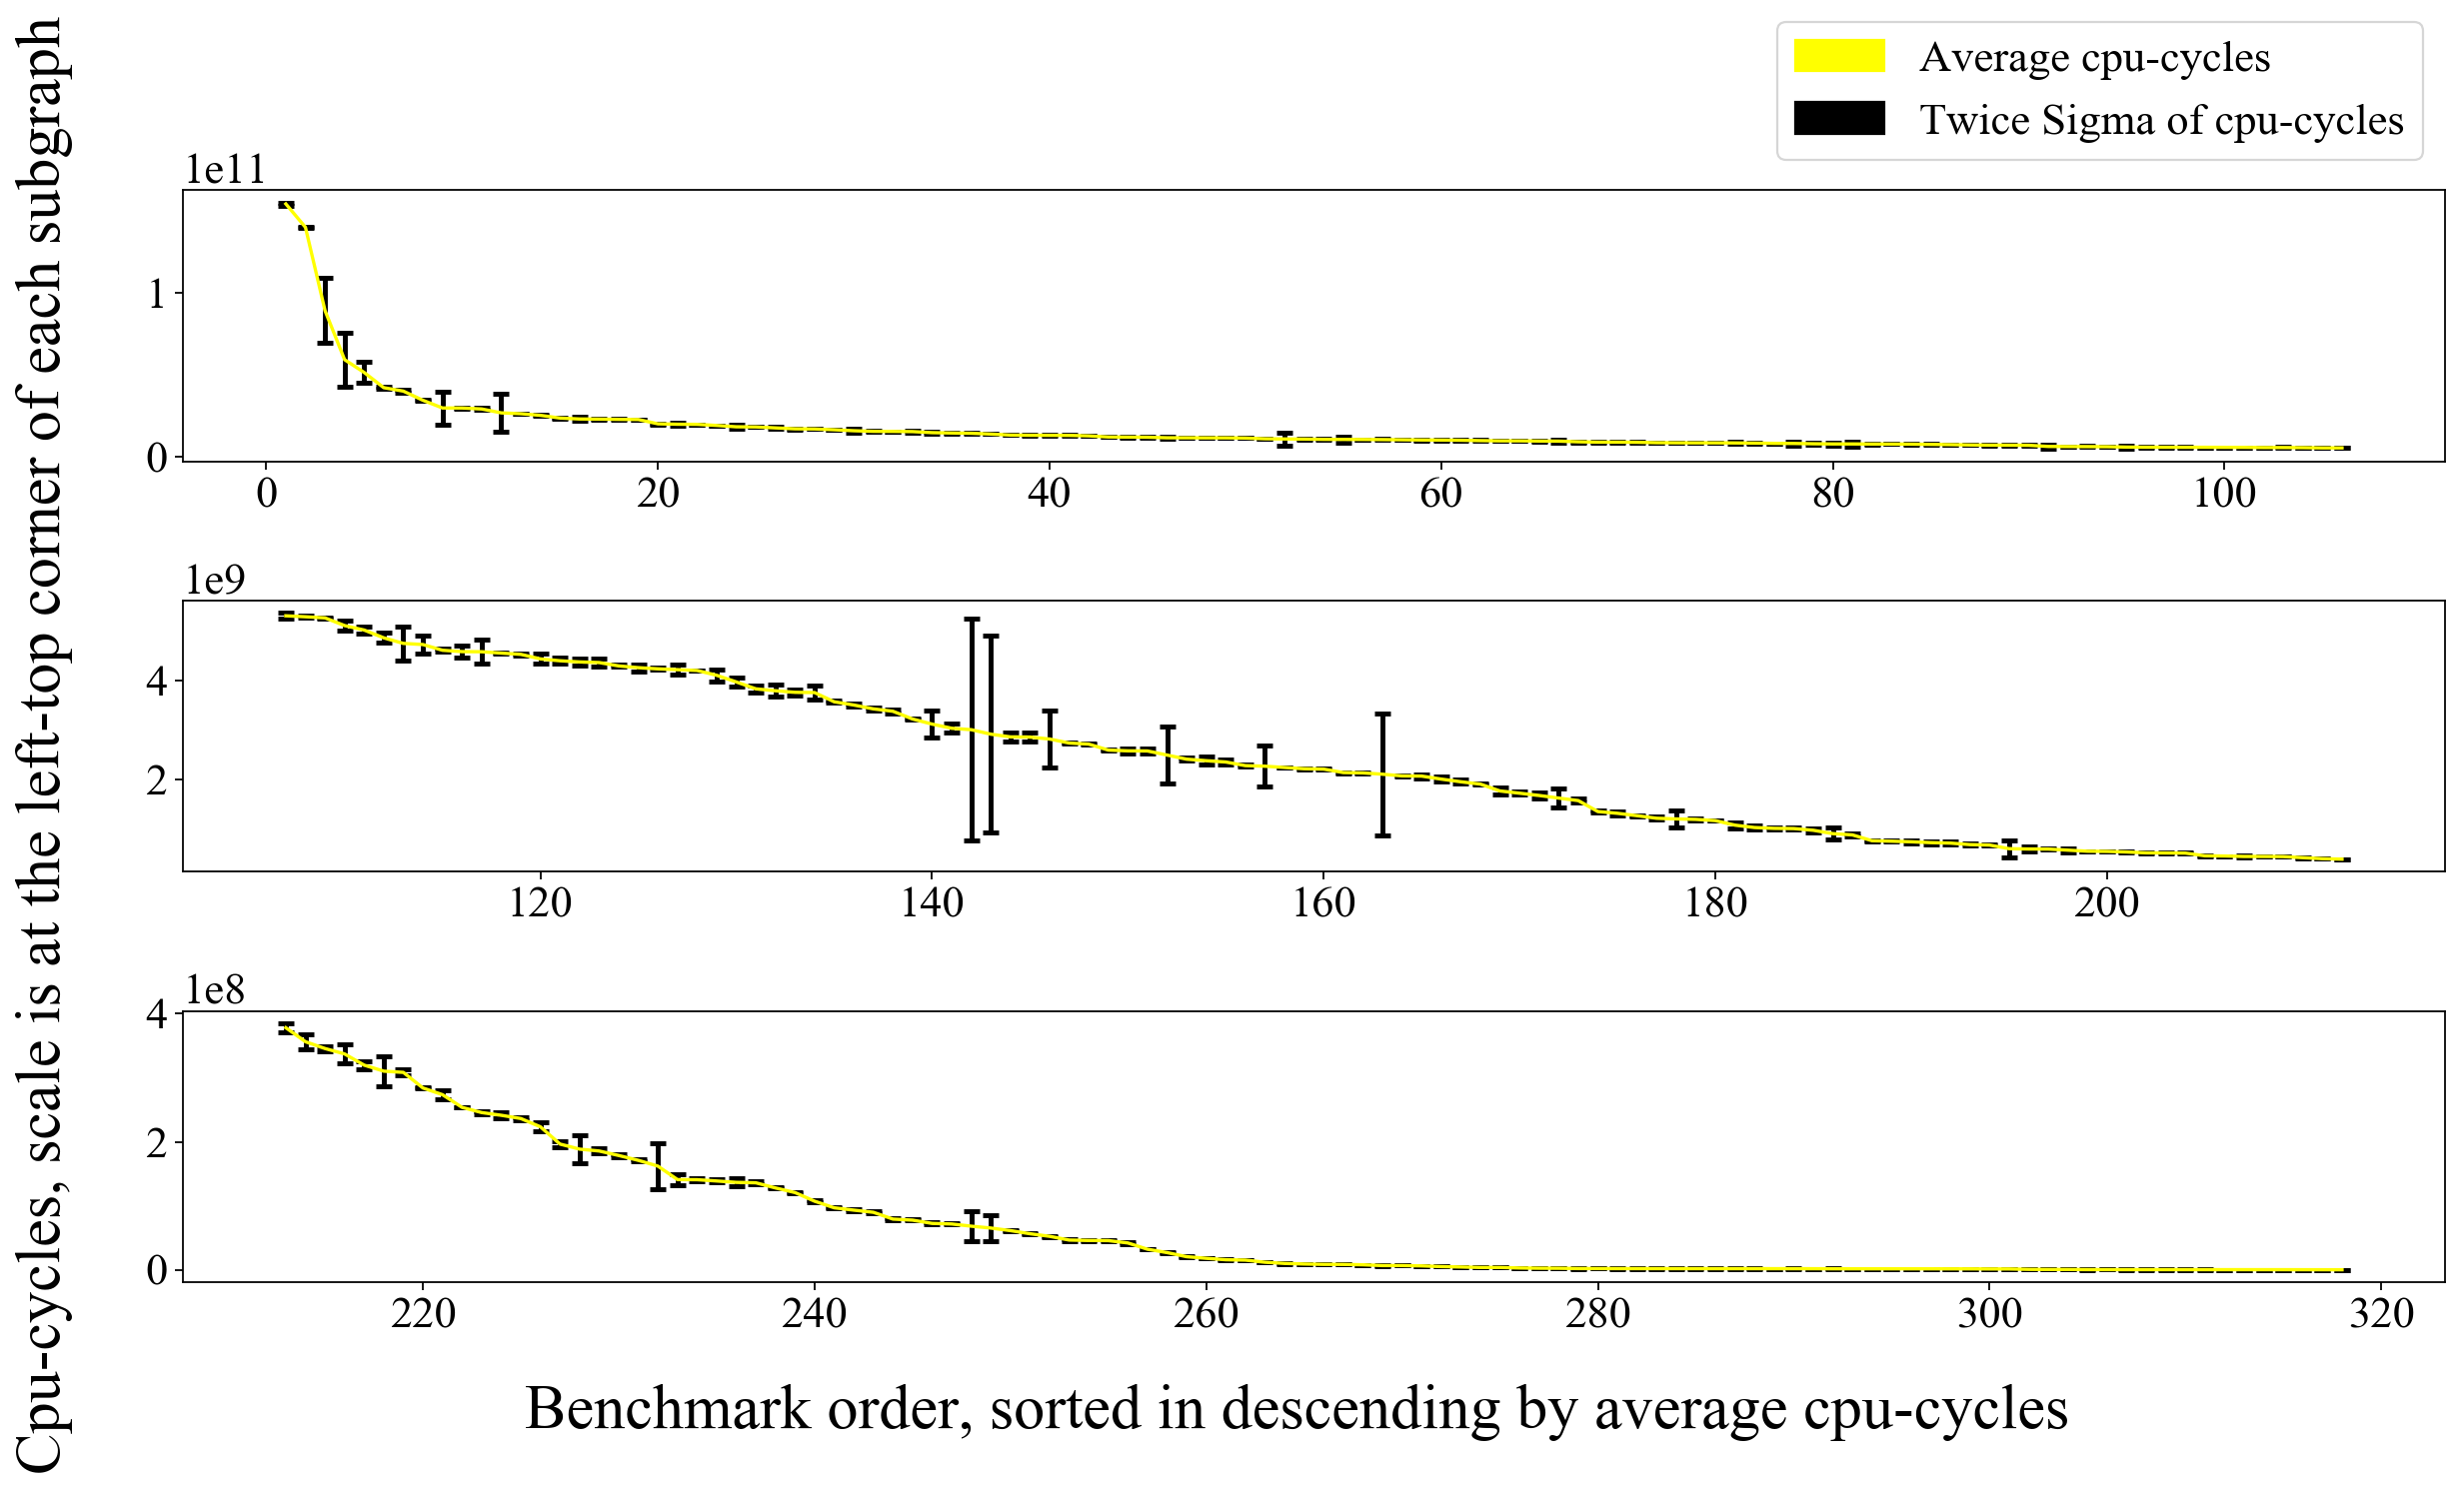 Average cpu-cycles
Twice Sigma of cpu-cycles
Cpu-cycles, scale is at the left-top corner of each subgraph
1e11
1
0
0 20 40 60 80 100
1e9
4
2
120 140 160 180 200
1e8
4
2
0
220 240 260 280 300 320
Benchmark order, sorted in descending by average cpu-cycles